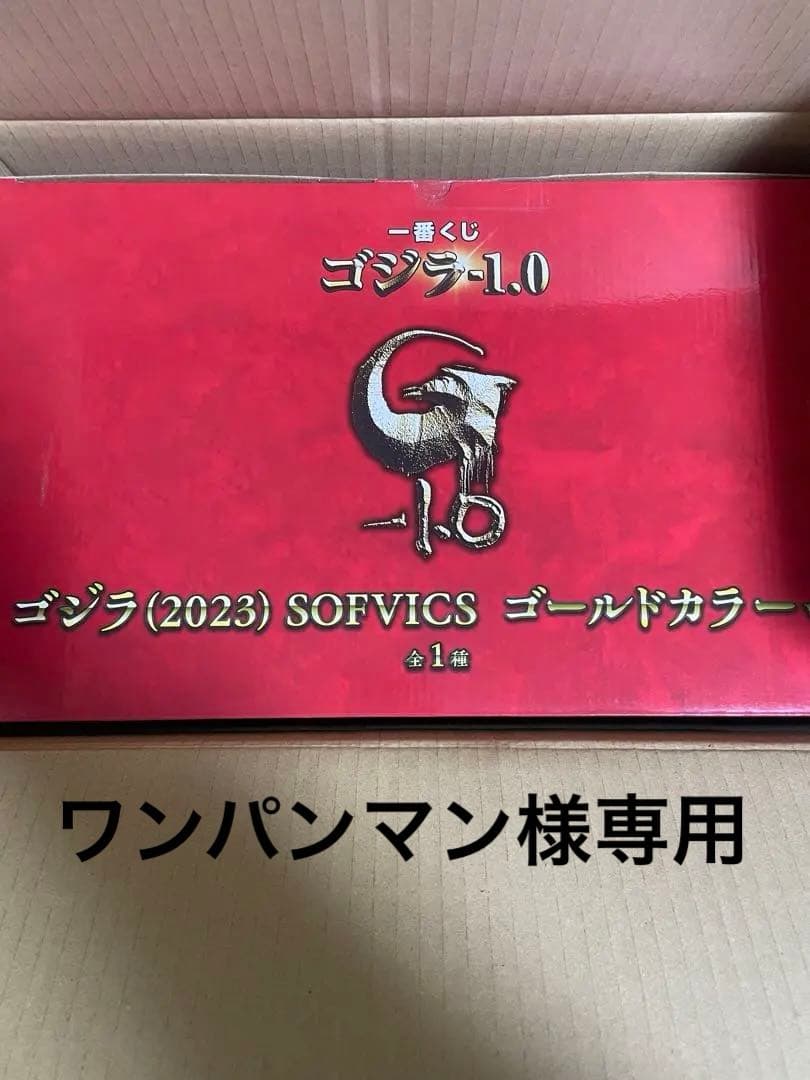 一番くじ
ゴジラ-1.0
-1.0
ゴジラ(2023) SOFVICS ゴールドカラー
全1種
ワンパンマン様専用